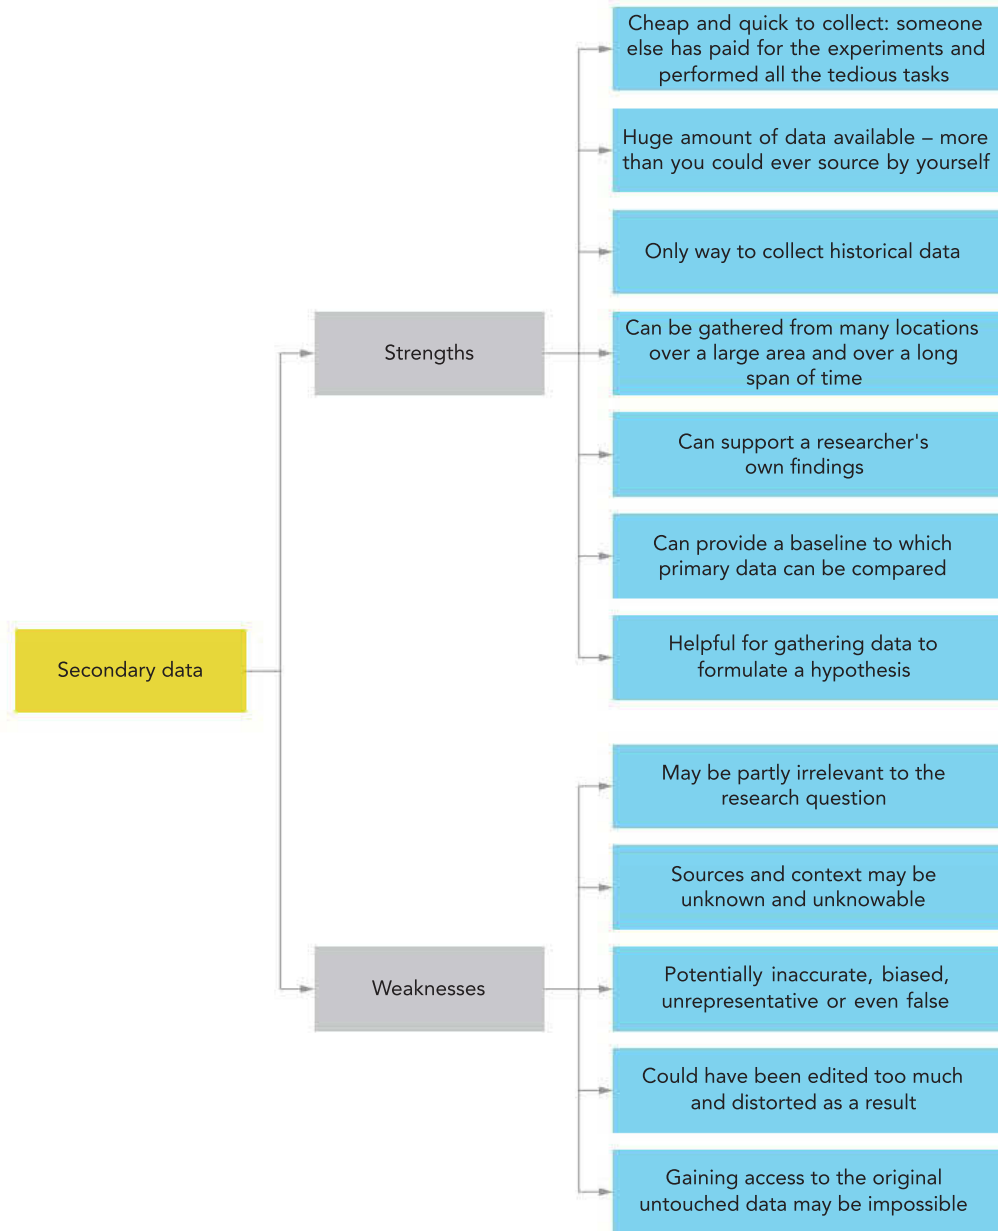 Cheap and quick to collect: someone
else has paid for the experiments and
performed all the tedious tasks
Huge amount of data available – more
than you could ever source by yourself
Only way to collect historical data
Strengths
Can be gathered from many locations
over a large area and over a long
span of time
Can support a researcher's
own findings
Can provide a baseline to which
primary data can be compared
Helpful for gathering data to
formulate a hypothesis
Secondary data
May be partly irrelevant to the
research question
Sources and context may be
unknown and unknowable
Weaknesses
Potentially inaccurate, biased,
unrepresentative or even false
Could have been edited too much
and distorted as a result
Gaining access to the original
untouched data may be impossible